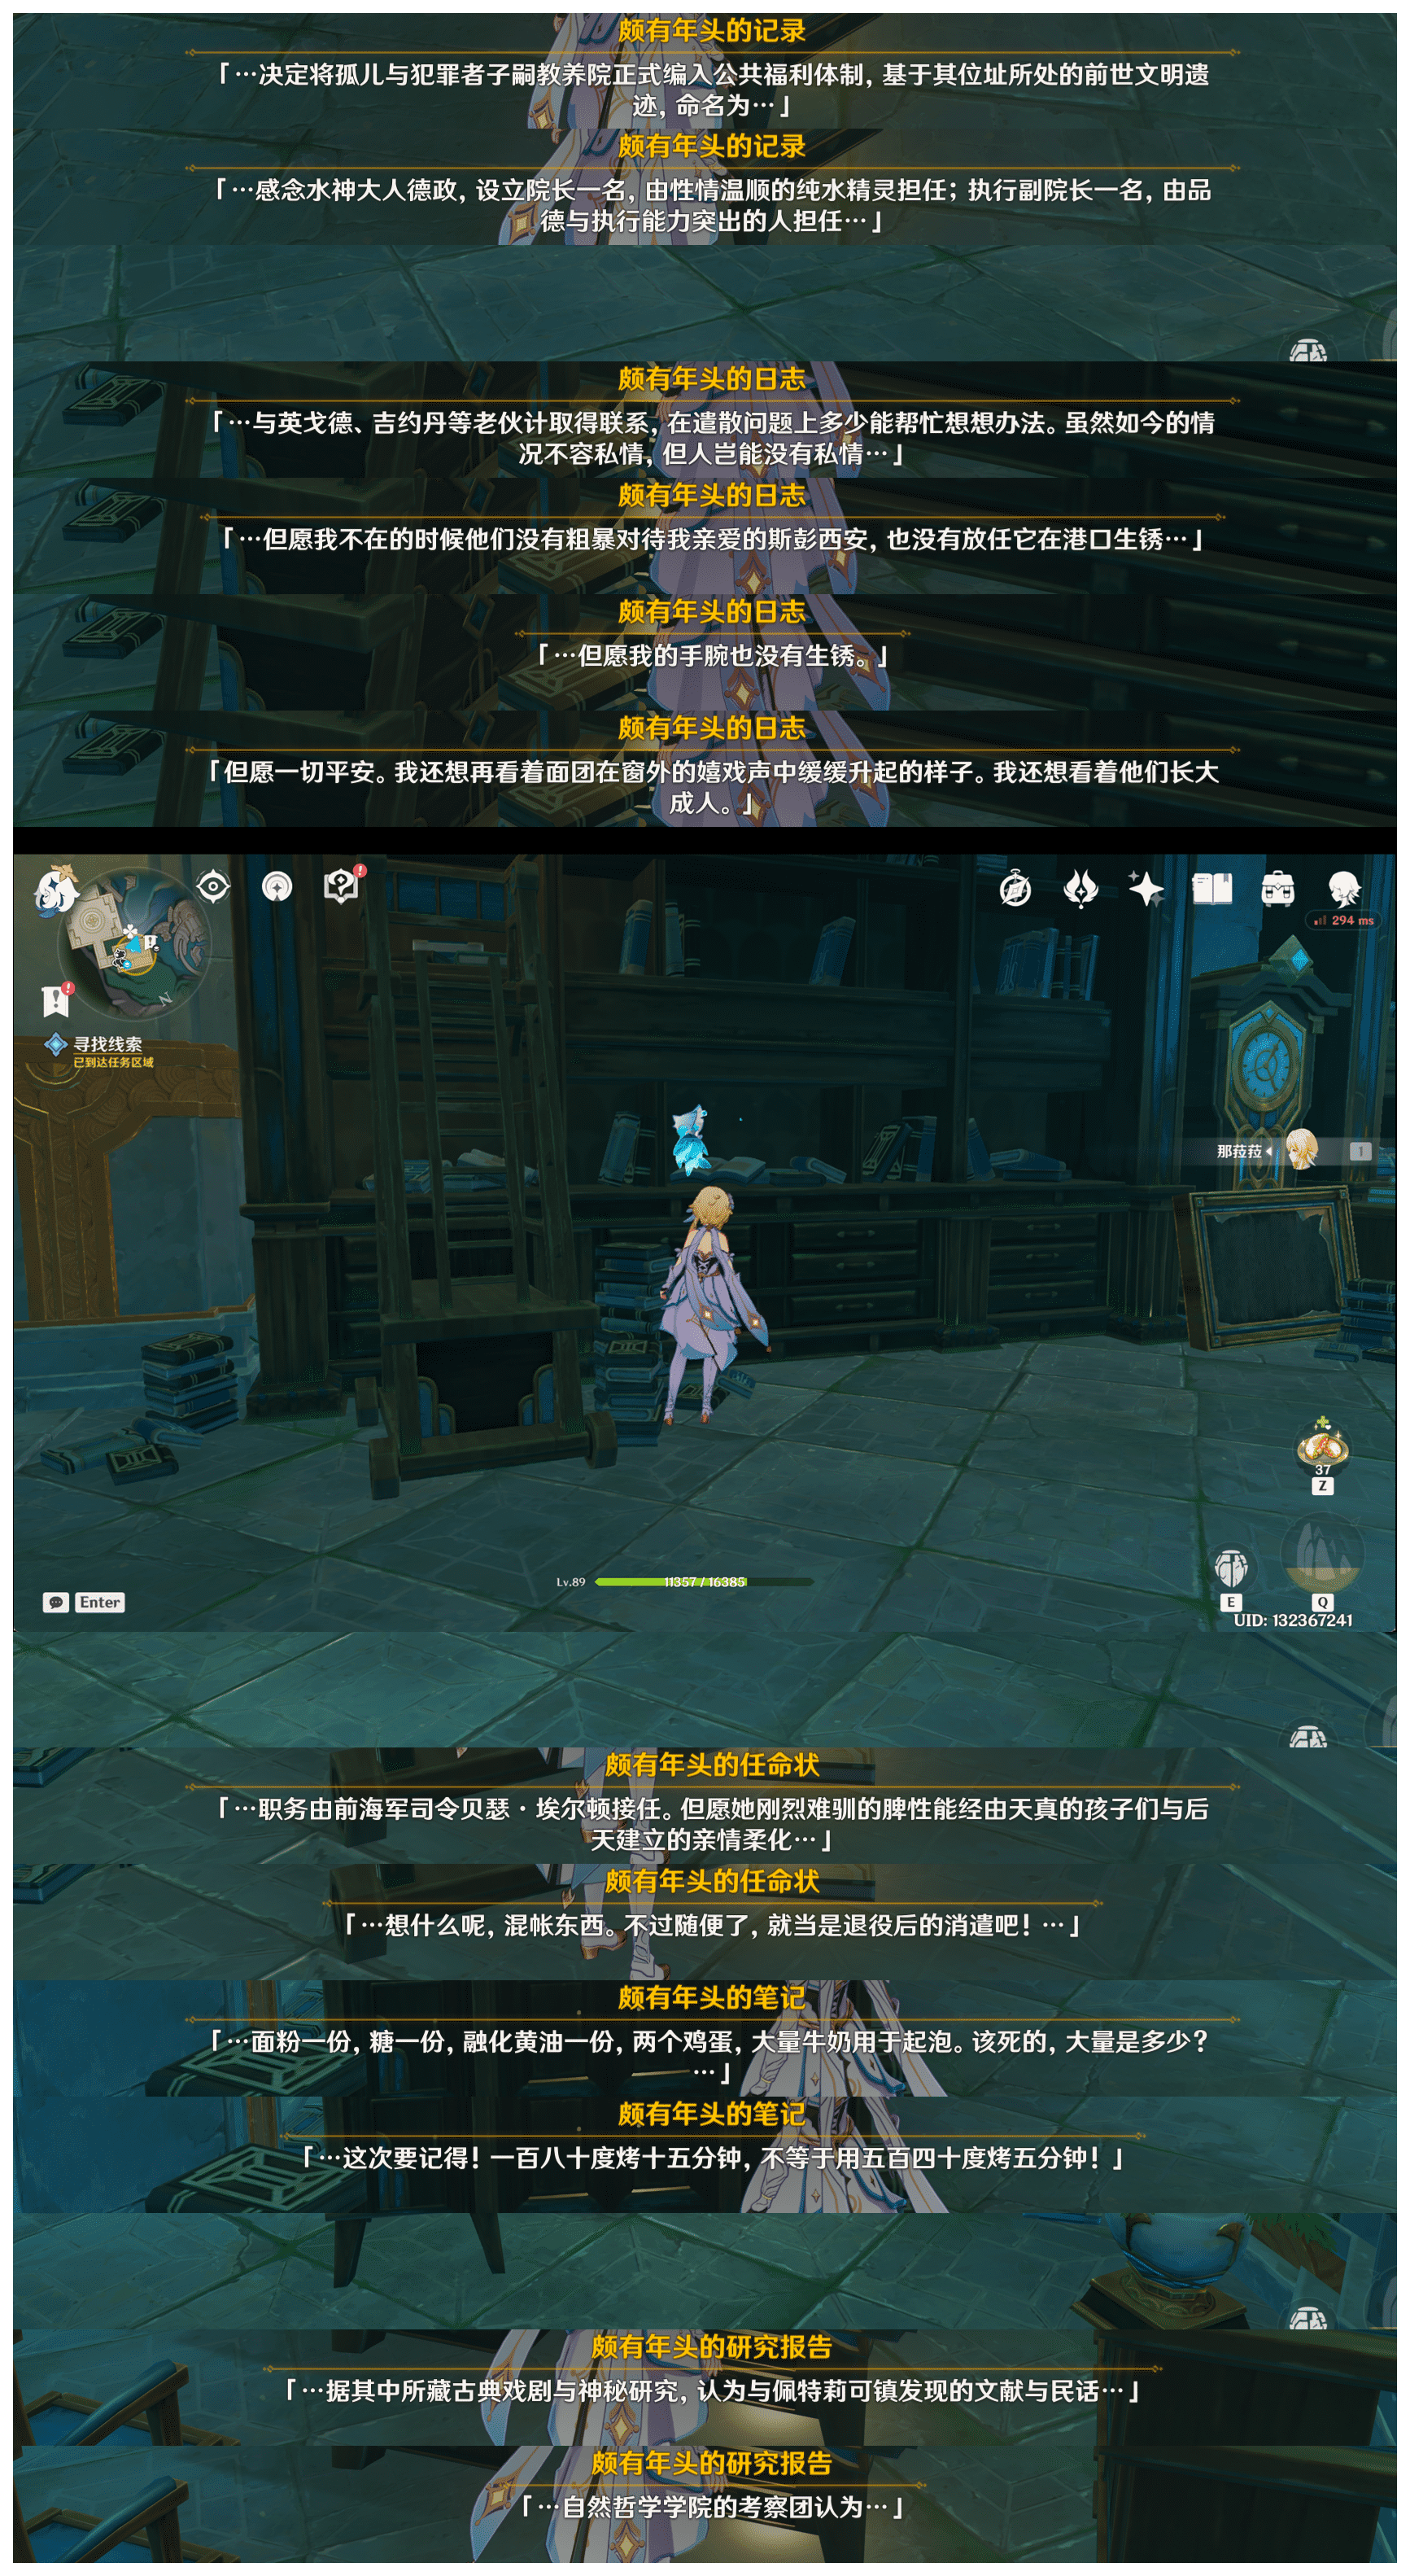 颇有年头的记录
「…决定将孤儿与犯罪者子嗣教养院正式编入公共福利体制，基于其位址所处的前世文明遗
迹，命名为…」
颇有年头的记录
「…感念水神大人德政，设立院长一名，由性情温顺的纯水精灵担任；执行副院长一名，由品
德与执行能力突出的人担任…」
颇有年头的日志
「…与英戈德、吉约丹等老伙计取得联系，在遣散问题上多少能帮忙想想办法。虽然如今的情
况不容私情，但人岂能没有私情…」
颇有年头的日志
「…但愿我不在的时候他们没有粗暴对待我亲爱的斯彭西安，也没有放任它在港口生锈…」
颇有年头的日志
「…但愿我的手腕也没有生锈。」
颇有年头的日志
「但愿一切平安。我还想再看着面团在窗外的嬉戏声中缓缓升起的样子。我还想看着他们长大
成人。」
294 ms
N
寻找线索
已到达任务区域
那菈菈
1
37
Z
Lv.89
11357 / 16385
Enter
E
Q
UID: 132367241
颇有年头的任命状
「…职务由前海军司令贝瑟·埃尔顿接任。但愿她刚烈难驯的脾性能经由天真的孩子们与后
天建立的亲情柔化…」
颇有年头的任命状
「…想什么呢，混帐东西。不过随便了，就当是退役后的消遣吧！…」
颇有年头的笔记
「…面粉一份，糖一份，融化黄油一份，两个鸡蛋，大量牛奶用于起泡。该死的，大量是多少？
…」
颇有年头的笔记
「…这次要记得！一百八十度烤十五分钟，不等于用五百四十度烤五分钟！」
颇有年头的研究报告
「…据其中所藏古典戏剧与神秘研究，认为与佩特莉可镇发现的文献与民话…」
颇有年头的研究报告
「…自然哲学学院的考察团认为…」